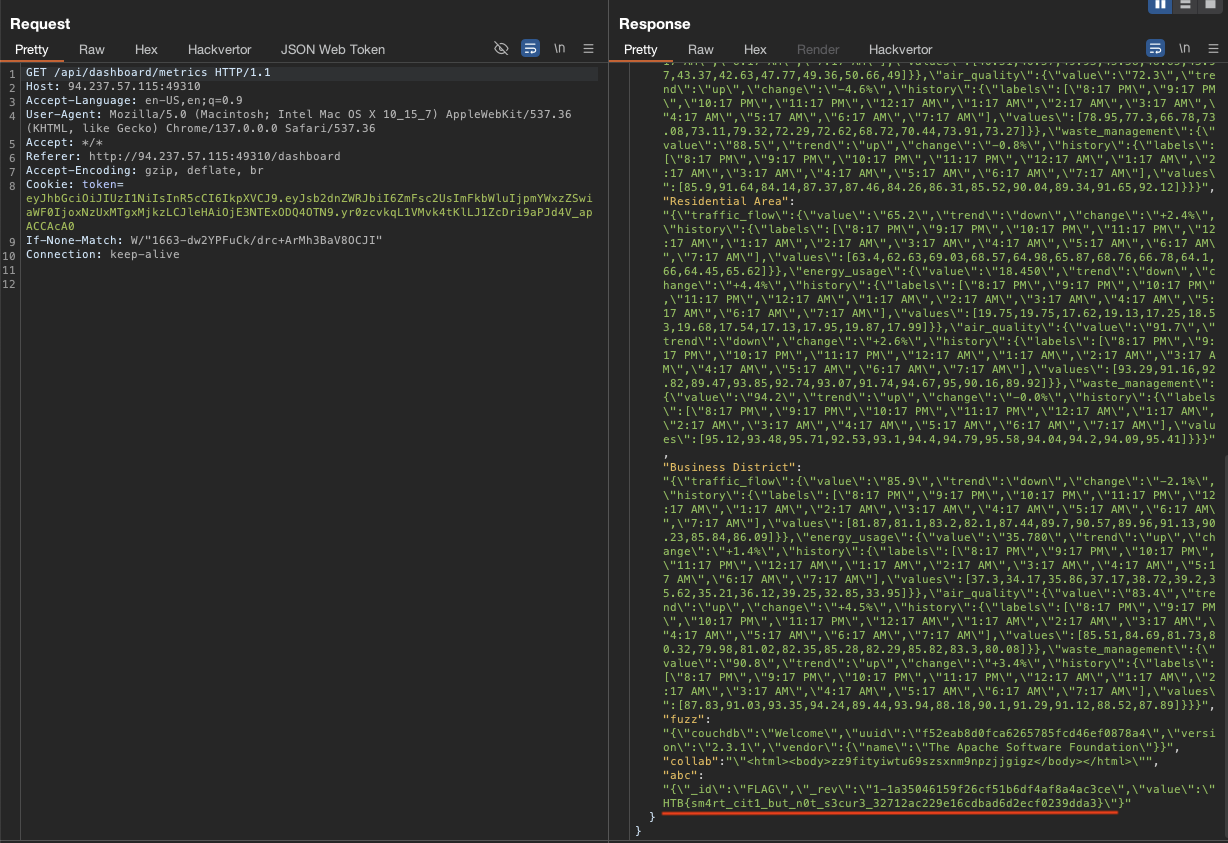 Request
Pretty Raw Hex Hackvertor JSON Web Token \n
1 GET /api/dashboard/metrics HTTP/1.1
2 Host: 94.237.57.115:49310
3 Accept-Language: en-US,en;q=0.9
4 User-Agent: Mozilla/5.0 (Macintosh; Intel Mac OS X 10_15_7) AppleWebKit/537.36
(KHTML, like Gecko) Chrome/137.0.0.0 Safari/537.36
5 Accept: */*
6 Referer: http://94.237.57.115:49310/dashboard
7 Accept-Encoding: gzip, deflate, br
8 Cookie: token=
eyJhbGciOiJIUzI1NiIsInR5cCI6IkpXVCJ9.eyJsb2dnZWRJbiI6ZmFsc2UsImFkbWluIjpmYWxzZSwi
aWF0IjoxNzUxMTgxMjkzLCJleHAiOjE3NTExODQ4OTN9.yr0zcvkqL1VMvk4tKlLJ1ZcDri9aPJd4V_ap
ACCAcA0
9 If-None-Match: W/"1663-dw2YPFuCk/drc+ArMh3BaV8OCJI"
10 Connection: keep-alive
11
12
Response
Pretty Raw Hex Render Hackvertor \n
7,43.37,42.63,47.77,49.36,50.66,49]}},\"air_quality\":{\"value\":\"72.3\",\"tre
nd\":\"up\",\"change\":\"-4.6%\",\"history\":{\"labels\":[\"8:17 PM\",\"9:17 PM
\",\"10:17 PM\",\"11:17 PM\",\"12:17 AM\",\"1:17 AM\",\"2:17 AM\",\"3:17 AM\",\
"4:17 AM\",\"5:17 AM\",\"6:17 AM\",\"7:17 AM\"],\"values\":[78.95,77.3,66.78,73
.08,73.11,79.32,72.29,72.62,68.72,70.44,73.91,73.27]}},\"waste_management\":{\"
value\":\"88.5\",\"trend\":\"up\",\"change\":\"-0.8%\",\"history\":{\"labels\":
[\"8:17 PM\",\"9:17 PM\",\"10:17 PM\",\"11:17 PM\",\"12:17 AM\",\"1:17 AM\",\"2
:17 AM\",\"3:17 AM\",\"4:17 AM\",\"5:17 AM\",\"6:17 AM\",\"7:17 AM\"],\"values\
":[85.9,91.64,84.14,87.37,87.46,84.26,86.31,85.52,90.04,89.34,91.65,92.12]}}}",
"Residential Area":
"{\"traffic_flow\":{\"value\":\"65.2\",\"trend\":\"down\",\"change\":\"+2.4%\",
\"history\":{\"labels\":[\"8:17 PM\",\"9:17 PM\",\"10:17 PM\",\"11:17 PM\",\"12
:17 AM\",\"1:17 AM\",\"2:17 AM\",\"3:17 AM\",\"4:17 AM\",\"5:17 AM\",\"6:17 AM\
",\"7:17 AM\"],\"values\":[63.4,62.63,69.03,68.57,64.98,65.87,68.76,66.78,64.1,
66,64.45,65.62]}},\"energy_usage\":{\"value\":\"18.450\",\"trend\":\"down\",\"c
hange\":\"+4.4%\",\"history\":{\"labels\":[\"8:17 PM\",\"9:17 PM\",\"10:17 PM\"
,\"11:17 PM\",\"12:17 AM\",\"1:17 AM\",\"2:17 AM\",\"3:17 AM\",\"4:17 AM\",\"5:
17 AM\",\"6:17 AM\",\"7:17 AM\"],\"values\":[19.75,19.75,17.62,19.13,17.25,18.5
3,19.68,17.54,17.13,17.95,19.87,17.99]}},\"air_quality\":{\"value\":\"91.7\",\"
trend\":\"down\",\"change\":\"+2.6%\",\"history\":{\"labels\":[\"8:17 PM\",\"9:
17 PM\",\"10:17 PM\",\"11:17 PM\",\"12:17 AM\",\"1:17 AM\",\"2:17 AM\",\"3:17 A
M\",\"4:17 AM\",\"5:17 AM\",\"6:17 AM\",\"7:17 AM\"],\"values\":[93.29,91.16,92
.82,89.47,93.85,92.74,93.07,91.74,94.67,95,90.16,89.92]}},\"waste_management\":
{\"value\":\"94.2\",\"trend\":\"up\",\"change\":\"-0.0%\",\"history\":{\"labels
\":[\"8:17 PM\",\"9:17 PM\",\"10:17 PM\",\"11:17 PM\",\"12:17 AM\",\"1:17 AM\",
\"2:17 AM\",\"3:17 AM\",\"4:17 AM\",\"5:17 AM\",\"6:17 AM\",\"7:17 AM\"],\"valu
es\":[95.12,93.48,95.71,92.53,93.1,94.4,94.79,95.58,94.04,94.2,94.09,95.41]}}}"
,
"Business District":
"{\"traffic_flow\":{\"value\":\"85.9\",\"trend\":\"down\",\"change\":\"-2.1%\",
\"history\":{\"labels\":[\"8:17 PM\",\"9:17 PM\",\"10:17 PM\",\"11:17 PM\",\"12
:17 AM\",\"1:17 AM\",\"2:17 AM\",\"3:17 AM\",\"4:17 AM\",\"5:17 AM\",\"6:17 AM\
",\"7:17 AM\"],\"values\":[81.87,81.1,83.2,82.1,87.44,89.7,90.57,89.96,91.13,90
.23,85.84,86.09]}},\"energy_usage\":{\"value\":\"35.780\",\"trend\":\"up\",\"ch
ange\":\"+1.4%\",\"history\":{\"labels\":[\"8:17 PM\",\"9:17 PM\",\"10:17 PM\",
\"11:17 PM\",\"12:17 AM\",\"1:17 AM\",\"2:17 AM\",\"3:17 AM\",\"4:17 AM\",\"5:1
7 AM\",\"6:17 AM\",\"7:17 AM\"],\"values\":[37.3,34.17,35.86,37.17,38.72,39.2,3
5.62,35.21,36.12,39.25,32.85,33.95]}},\"air_quality\":{\"value\":\"83.4\",\"tre
nd\":\"up\",\"change\":\"+4.5%\",\"history\":{\"labels\":[\"8:17 PM\",\"9:17 PM
\",\"10:17 PM\",\"11:17 PM\",\"12:17 AM\",\"1:17 AM\",\"2:17 AM\",\"3:17 AM\",\
"4:17 AM\",\"5:17 AM\",\"6:17 AM\",\"7:17 AM\"],\"values\":[85.51,84.69,81.73,8
0.32,79.98,81.02,82.35,85.28,82.29,85.82,83.3,80.08]}},\"waste_management\":{\"
value\":\"90.8\",\"trend\":\"up\",\"change\":\"+3.4%\",\"history\":{\"labels\":
[\"8:17 PM\",\"9:17 PM\",\"10:17 PM\",\"11:17 PM\",\"12:17 AM\",\"1:17 AM\",\"2
:17 AM\",\"3:17 AM\",\"4:17 AM\",\"5:17 AM\",\"6:17 AM\",\"7:17 AM\"],\"values\
":[87.83,91.03,93.35,94.24,89.44,93.94,88.18,90.1,91.29,91.12,88.52,87.89]}}}",
"fuzz":
"{\"couchdb\":\"Welcome\",\"uuid\":\"f52eab8d0fca6265785fcd46ef0878a4\",\"versi
on\":\"2.3.1\",\"vendor\":{\"name\":\"The Apache Software Foundation\"}}",
"collab":"\"<html><body>zz9fityiwtu69szsxnm9npzjjgigz</body></html>\"",
"abc":
"{\"_id\":\"FLAG\",\"_rev\":\"1-1a35046159f26cf51b6df4af8a4ac3ce\",\"value\":\"
HTB{sm4rt_cit1_but_n0t_s3cur3_32712ac229e16cdbad6d2ecf0239dda3}\"}"
}
}